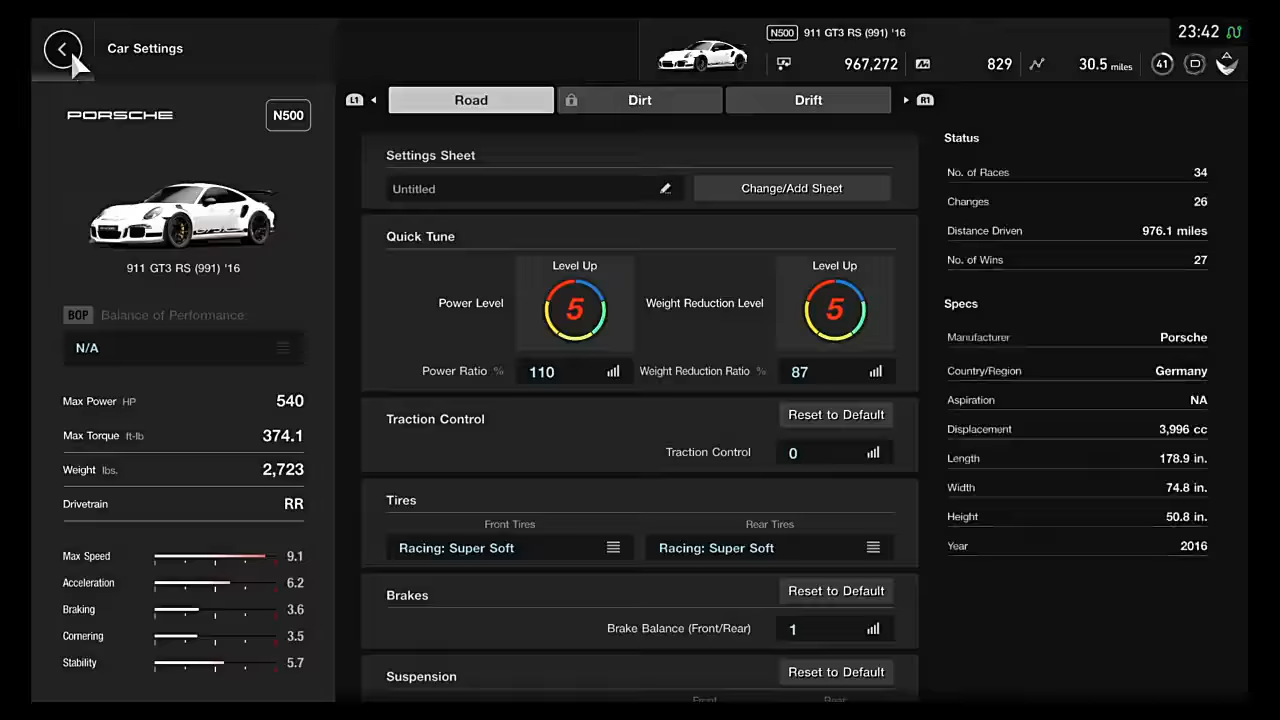 Car Settings
N500 911 GT3 RS (991) '16
967,272 829 30.5 miles 41
23:42
PORSCHE N500
911 GT3 RS (991) '16
BOP Balance of Performance
N/A
Max Power HP 540
Max Torque ft-lb 374.1
Weight lbs. 2,723
Drivetrain RR
Max Speed 9.1
Acceleration 6.2
Braking 3.6
Cornering 3.5
Stability 5.7
L1 Road Dirt Drift R1
Settings Sheet
Untitled Change/Add Sheet
Quick Tune
Level Up Level Up
Power Level 5 Weight Reduction Level 5
Power Ratio % 110 Weight Reduction Ratio % 87
Traction Control Reset to Default
Traction Control 0
Tires
Front Tires Rear Tires
Racing: Super Soft Racing: Super Soft
Brakes Reset to Default
Brake Balance (Front/Rear) 1
Suspension Reset to Default
Front Rear
Status
No. of Races 34
Changes 26
Distance Driven 976.1 miles
No. of Wins 27
Specs
Manufacturer Porsche
Country/Region Germany
Aspiration NA
Displacement 3,996 cc
Length 178.9 in.
Width 74.8 in.
Height 50.8 in.
Year 2016